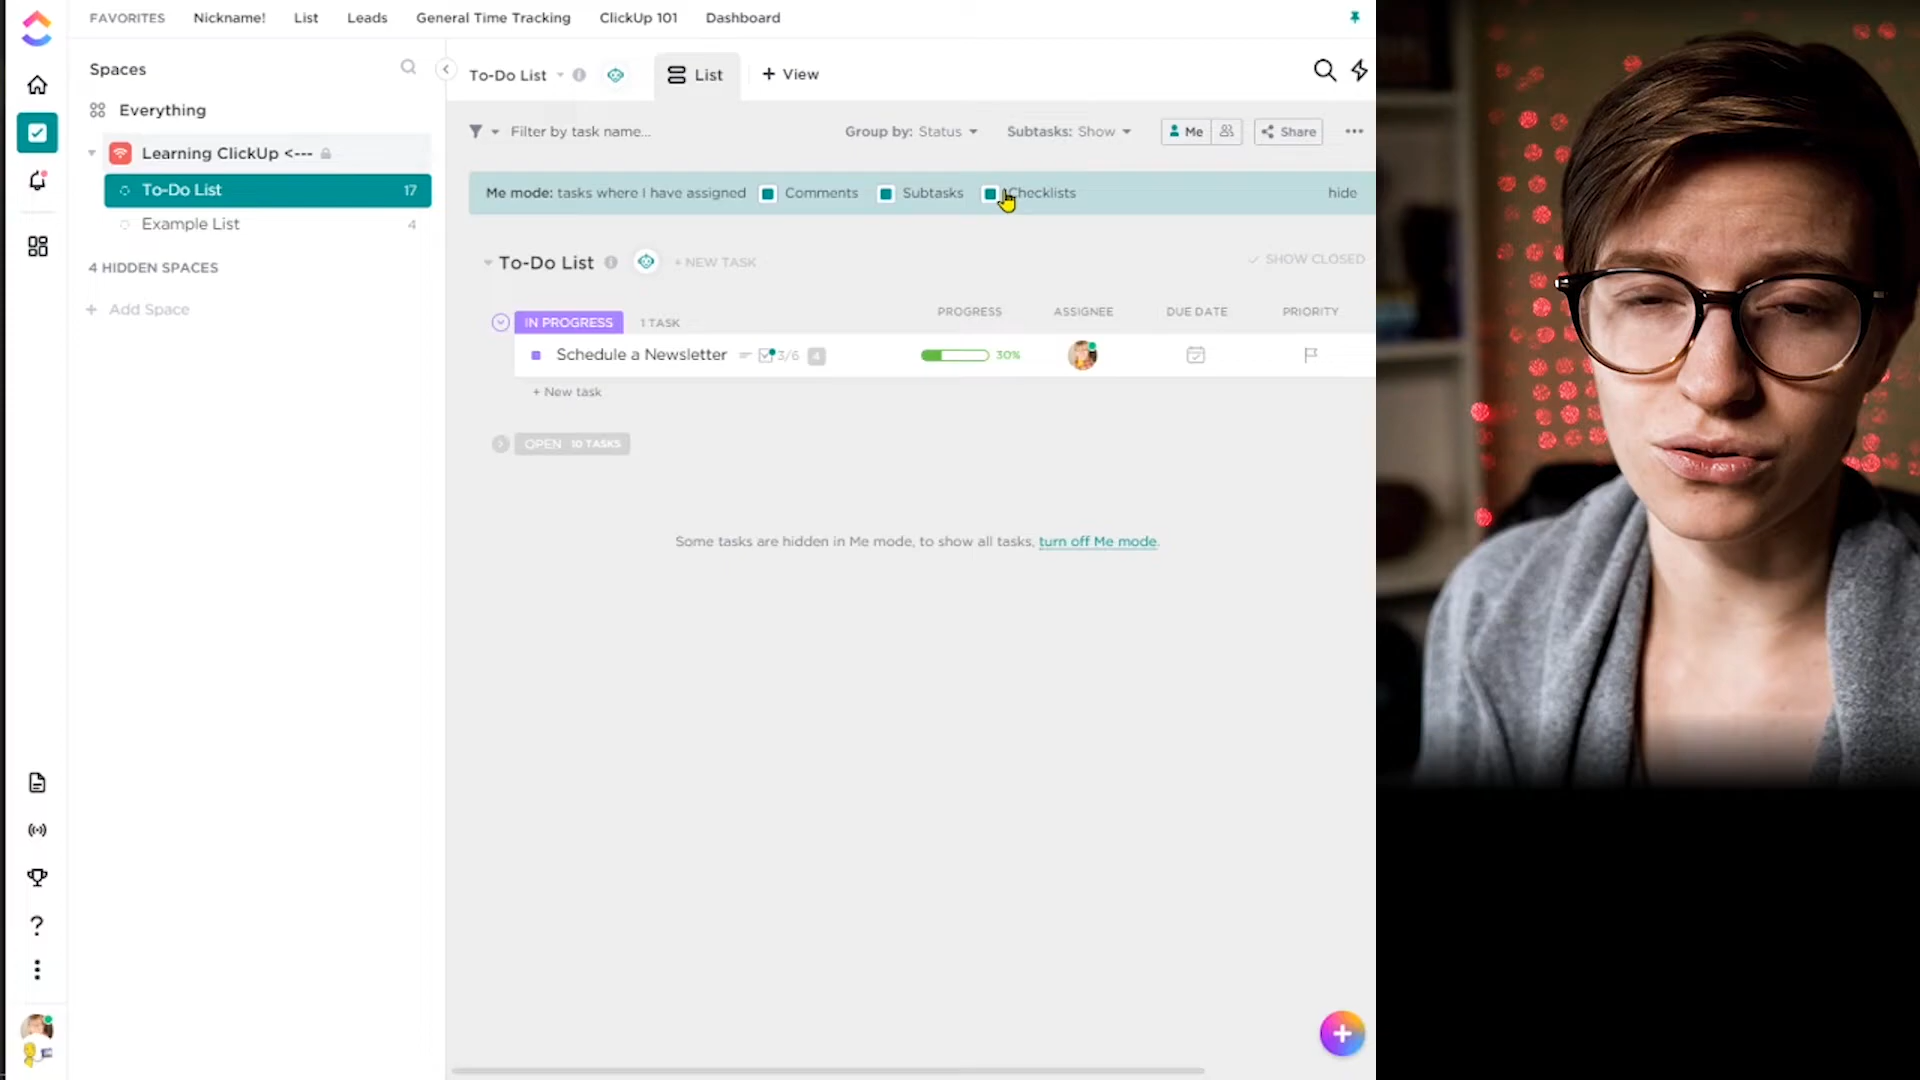 FAVORITES Nickname! List Leads General Time Tracking ClickUp 101 Dashboard
Spaces
Everything
Learning ClickUp <---
To-Do List 17
Example List 4
4 HIDDEN SPACES
+ Add Space
To-Do List List + View
Filter by task name... Group by: Status Subtasks: Show Me Share
Me mode: tasks where I have assigned Comments Subtasks Checklists hide
To-Do List + NEW TASK SHOW CLOSED
IN PROGRESS 1 TASK PROGRESS ASSIGNEE DUE DATE PRIORITY
Schedule a Newsletter 3/6 4 30%
+ New task
OPEN 10 TASKS
Some tasks are hidden in Me mode, to show all tasks, turn off Me mode.